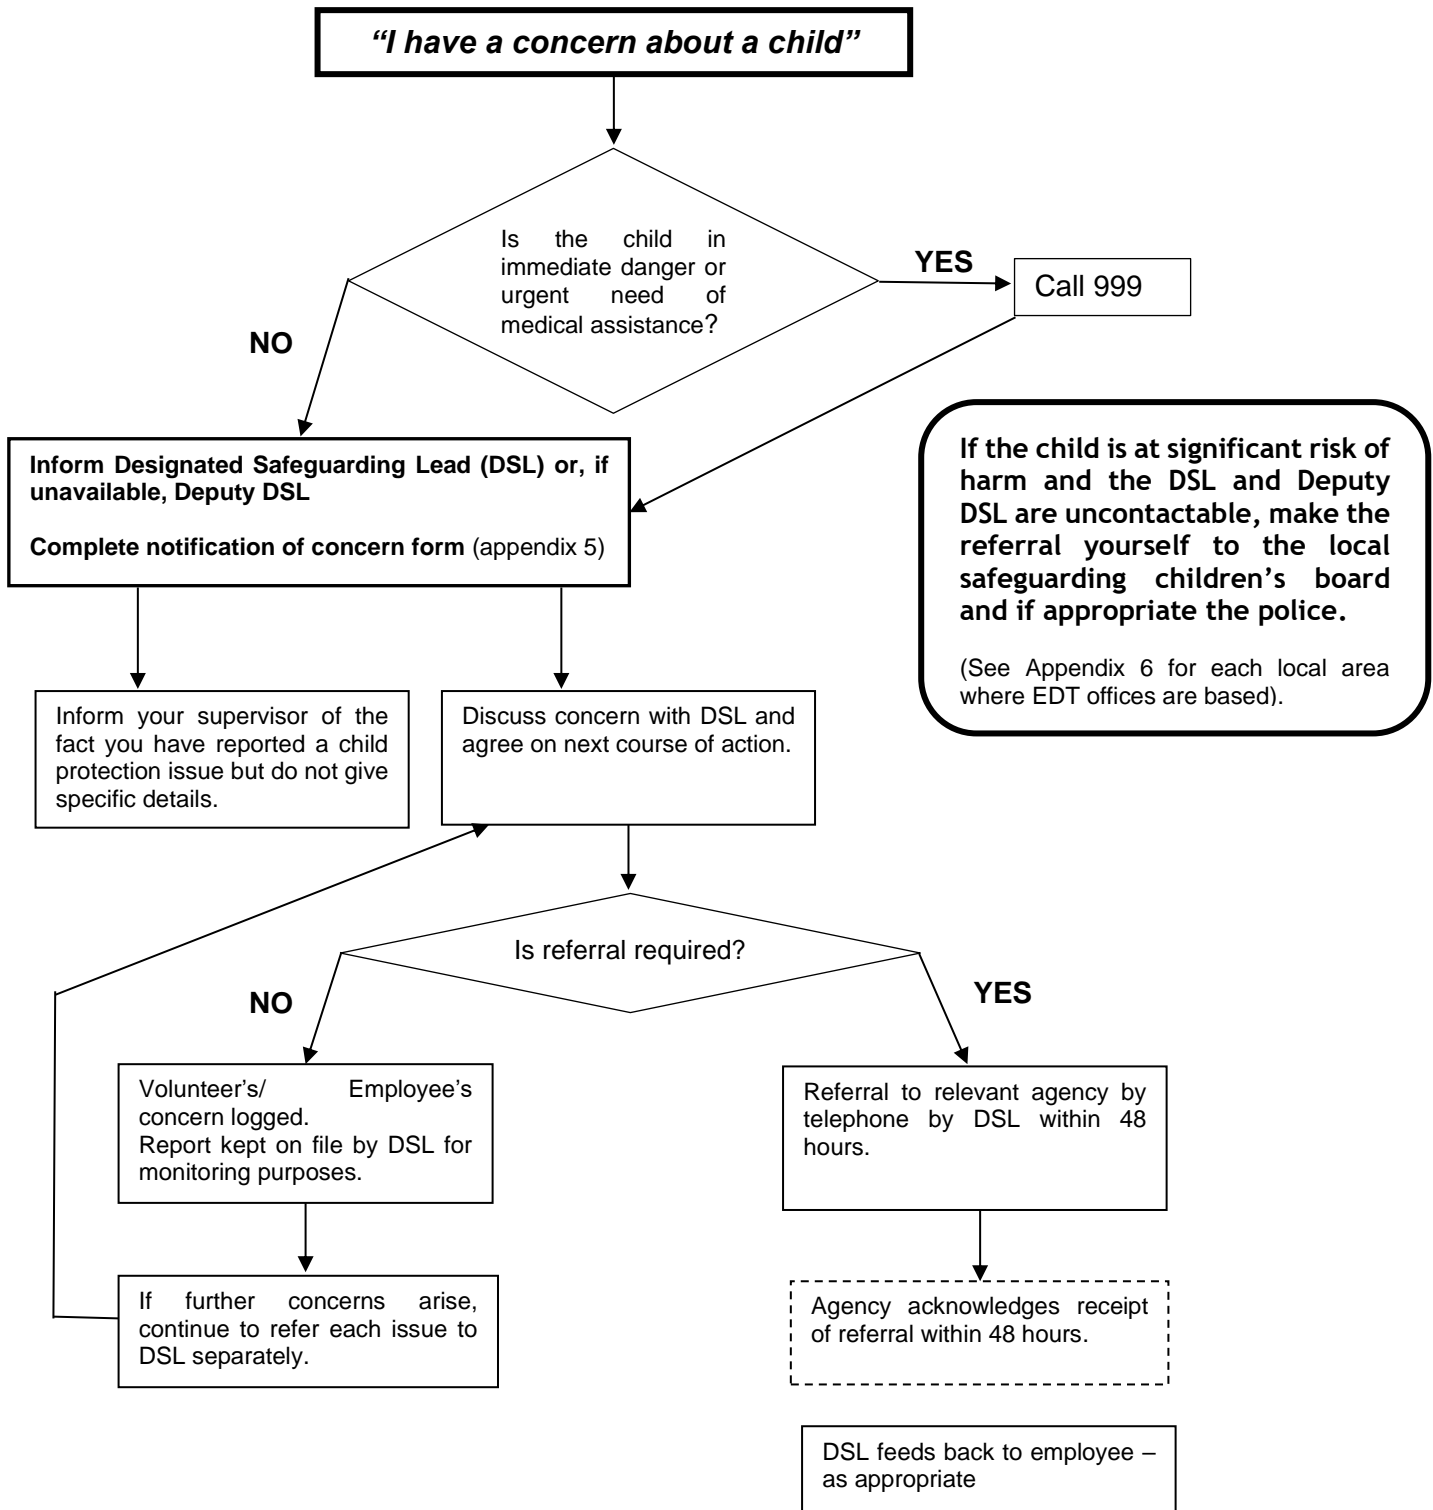 “I have a concern about a child”
Is the child in
immediate danger or
urgent need of
medical assistance?
YES
Call 999
NO
Inform Designated Safeguarding Lead (DSL) or, if
unavailable, Deputy DSL
Complete notification of concern form (appendix 5)
If the child is at significant risk of
harm and the DSL and Deputy
DSL are uncontactable, make the
referral yourself to the local
safeguarding children’s board
and if appropriate the police.
(See Appendix 6 for each local area
where EDT offices are based).
Inform your supervisor of the
fact you have reported a child
protection issue but do not give
specific details.
Discuss concern with DSL and
agree on next course of action.
Is referral required?
NO
YES
Volunteer’s/ Employee’s
concern logged.
Report kept on file by DSL for
monitoring purposes.
Referral to relevant agency by
telephone by DSL within 48
hours.
If further concerns arise,
continue to refer each issue to
DSL separately.
Agency acknowledges receipt
of referral within 48 hours.
DSL feeds back to employee –
as appropriate